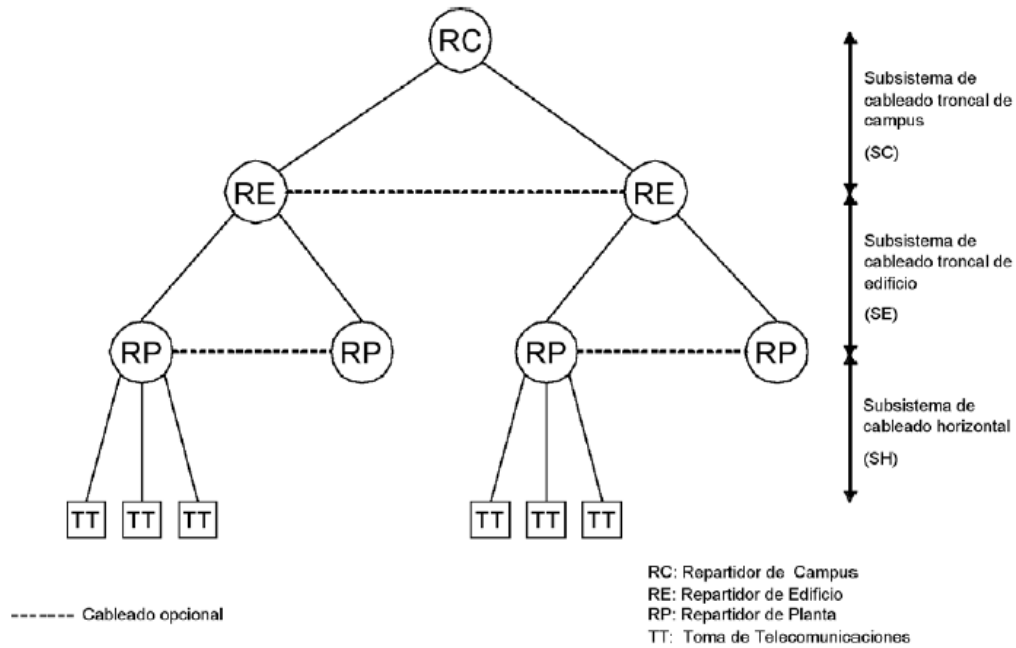 RC
Subsistema de
cableado troncal de
campus
(SC)
RE
RE
Subsistema de
cableado troncal de
edificio
(SE)
RP
RP
RP
RP
Subsistema de
cableado horizontal
(SH)
TT
TT
TT
TT
TT
TT
RC: Repartidor de Campus
RE: Repartidor de Edificio
RP: Repartidor de Planta
TT: Toma de Telecomunicaciones
Cableado opcional